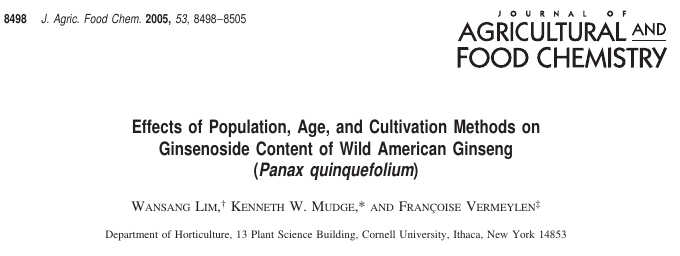 8498 J. Agric. Food Chem. 2005, 53, 8498–8505
JOURNAL OF
AGRICULTURAL AND
FOOD CHEMISTRY
Effects of Population, Age, and Cultivation Methods on
Ginsenoside Content of Wild American Ginseng
(Panax quinquefolium)
WANSANG LIM,† KENNETH W. MUDGE,* AND FRANÇOISE VERMEYLEN‡
Department of Horticulture, 13 Plant Science Building, Cornell University, Ithaca, New York 14853